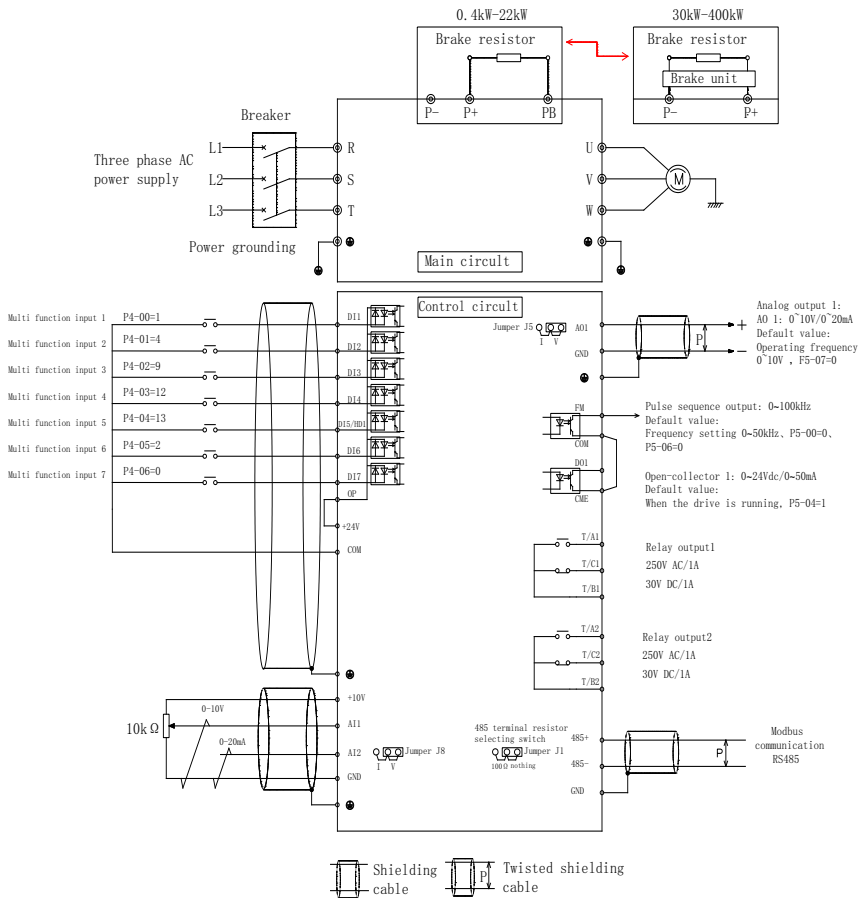 0.4kW-22kW
30kW-400kW
Brake resistor
Brake resistor
Brake unit
P-
P+
PB
P-
P+
Breaker
L1
R
U
Three phase AC
power supply
L2
S
V
M
L3
T
W
Power grounding
Main circuit
Control circuit
Multi function input 1 P4-00=1 DI1
Multi function input 2 P4-01=4 DI2
Multi function input 3 P4-02=9 DI3
Multi function input 4 P4-03=12 DI4
Multi function input 5 P4-04=13 DI5/HDI
Multi function input 6 P4-05=2 DI6
Multi function input 7 P4-06=0 DI7
OP
+24V
COM
Jumper J5
I V
AO1
GND
P
+
-
Analog output 1:
AO 1: 0~10V/0~20mA
Default value:
Operating frequency
0~10V , F5-07=0
FM
COM
Pulse sequence output: 0~100kHz
Default value:
Frequency setting 0~50kHz、P5-00=0、
P5-06=0
DO1
CME
Open-collector 1: 0~24Vdc/0~50mA
Default value:
When the drive is running, P5-04=1
T/A1
T/C1
T/B1
Relay output1
250V AC/1A
30V DC/1A
T/A2
T/C2
T/B2
Relay output2
250V AC/1A
30V DC/1A
+10V
0-10V
10kΩ
AI1
0-20mA
AI2
GND
Jumper J8
I V
485 terminal resistor
selecting switch
Jumper J1
100Ω nothing
485+
485-
GND
P
Modbus
communication
RS485
Shielding
cable
P
Twisted shielding
cable